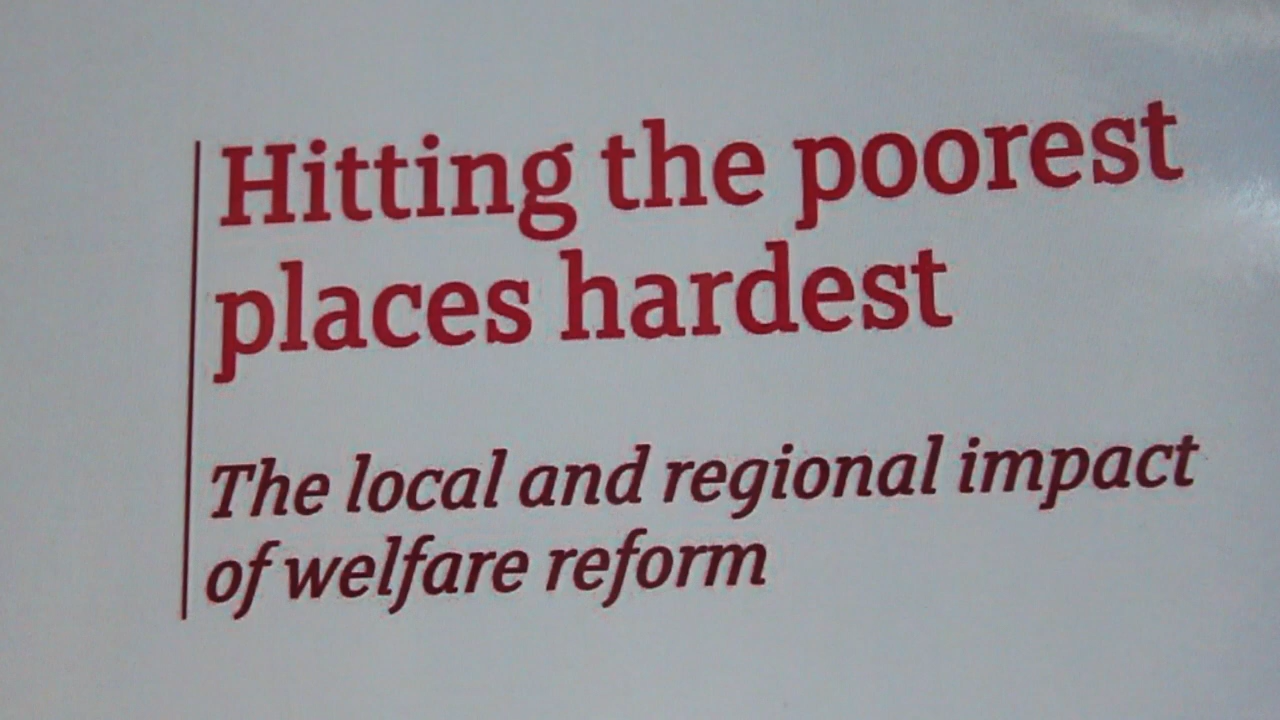 Hitting the poorest
places hardest
The local and regional impact
of welfare reform